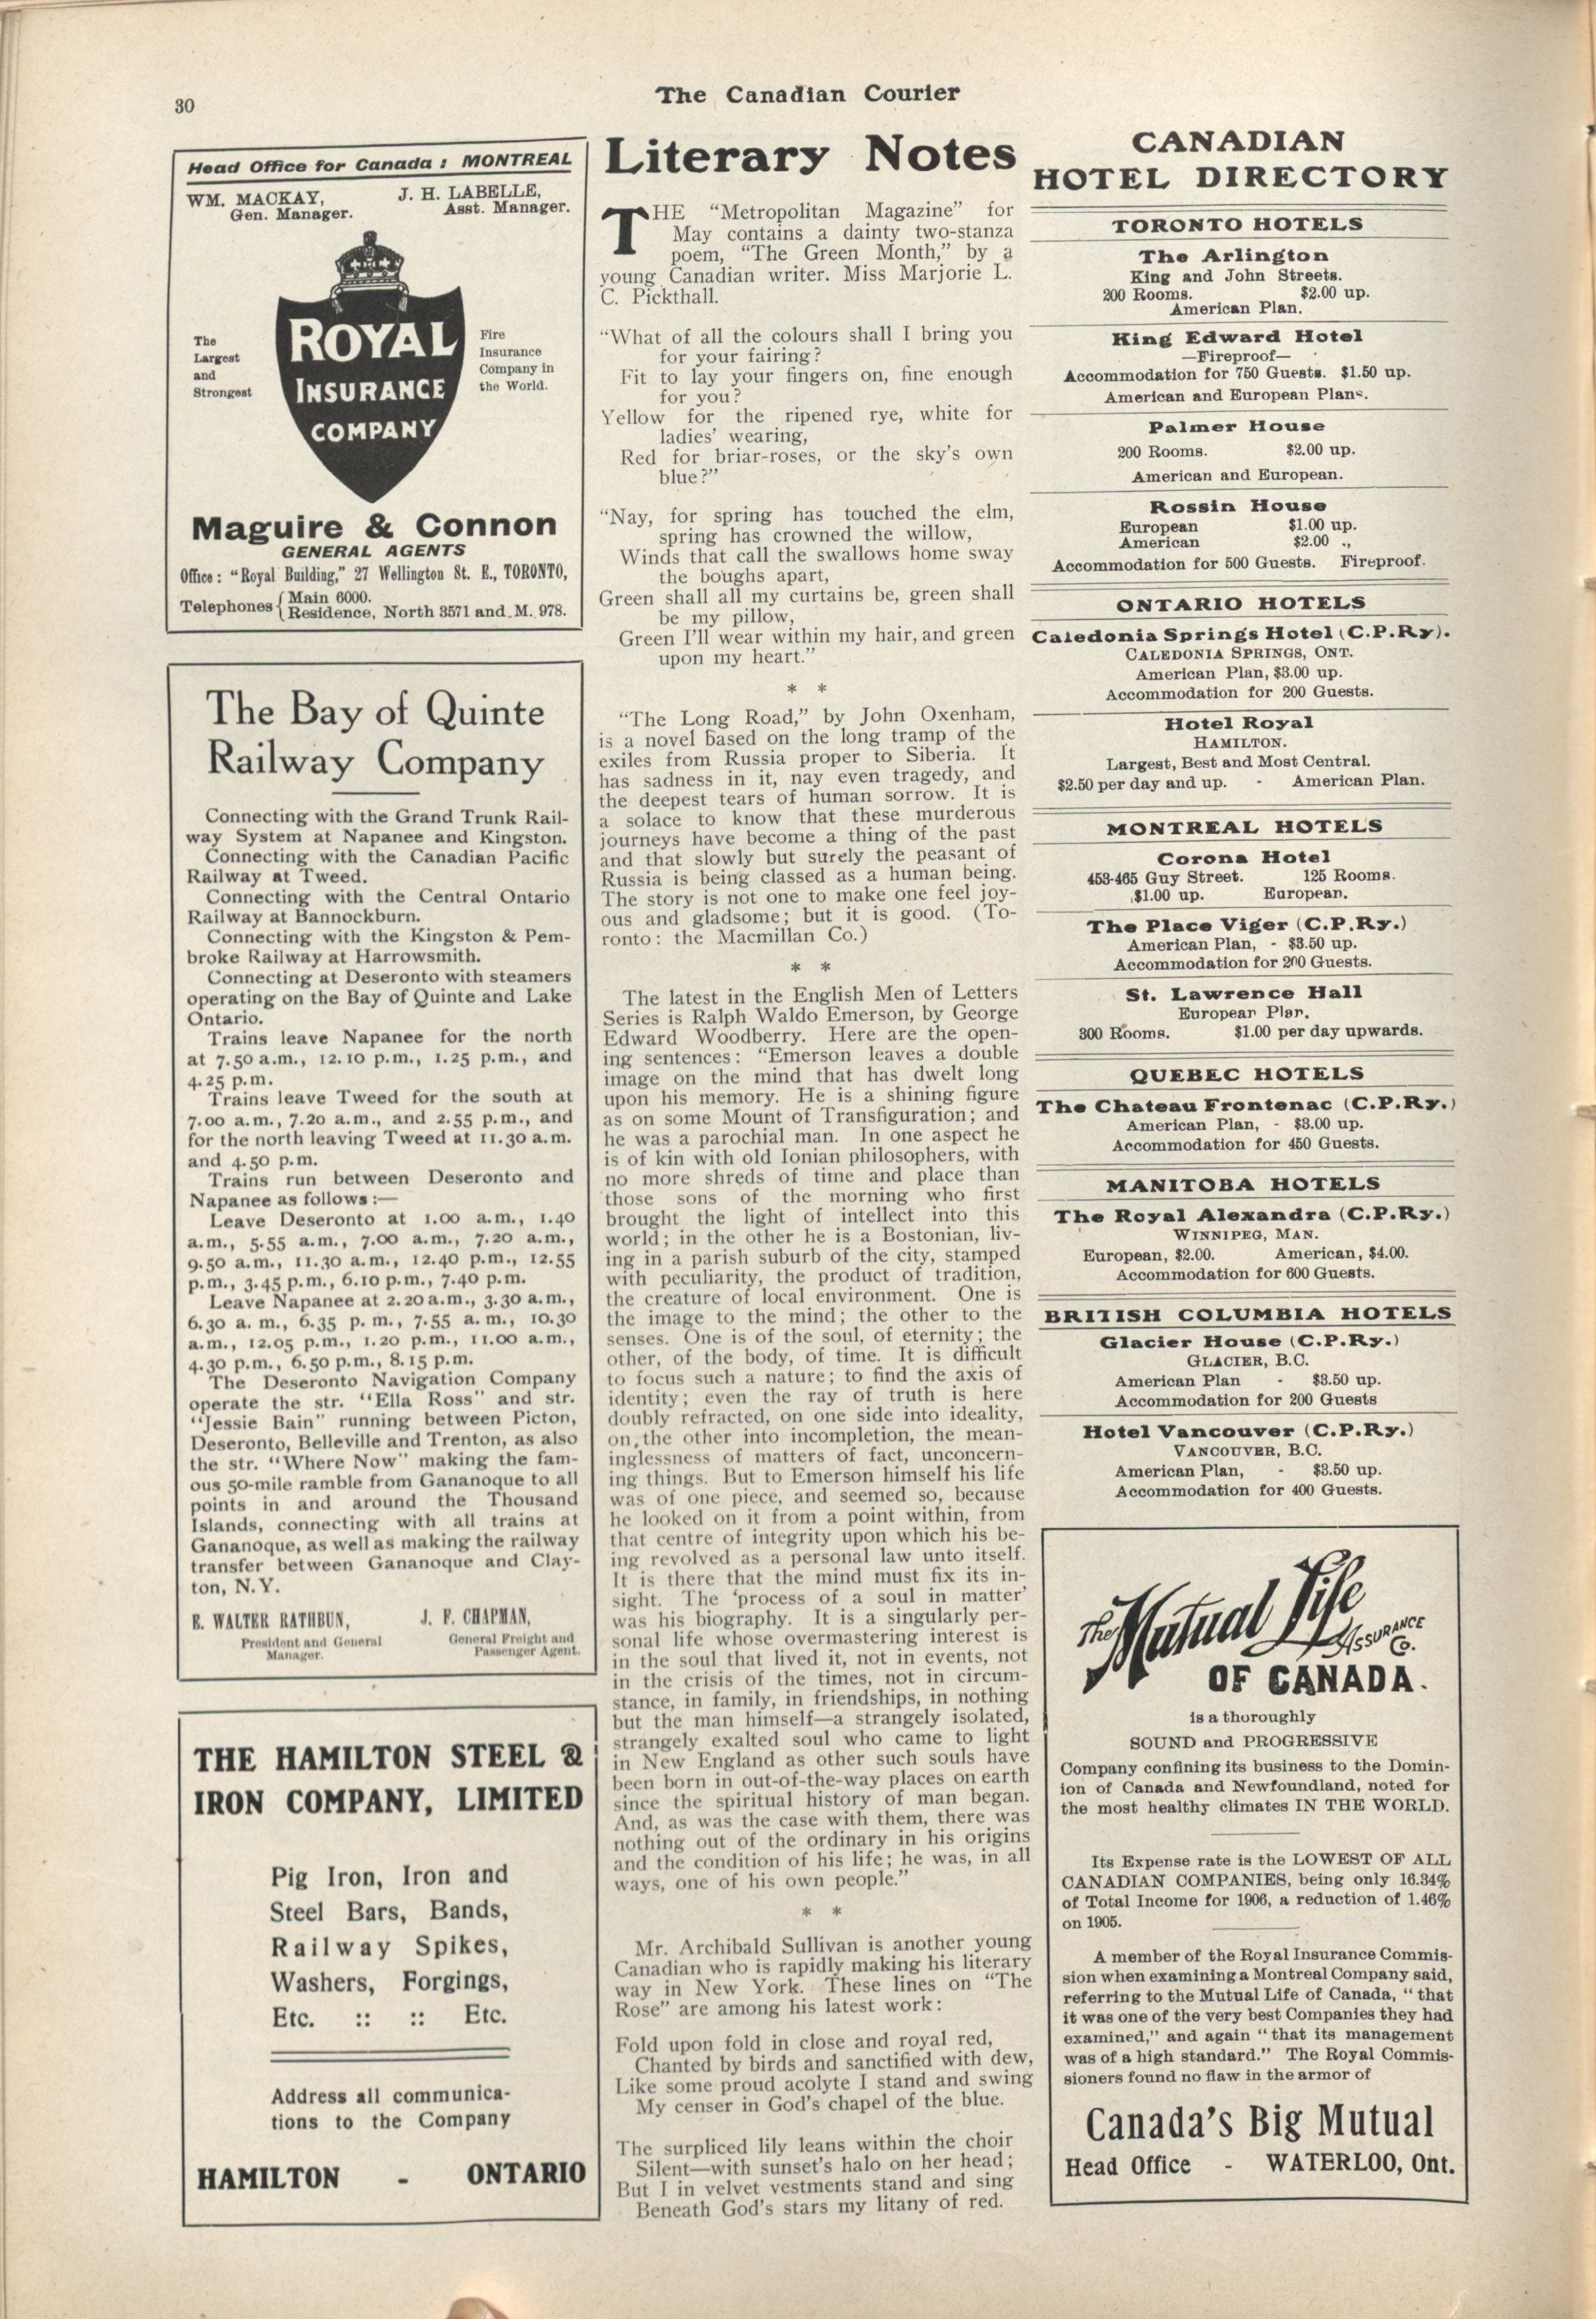 30
The Canadian Courier
Head Office for Canada : MONTREAL
WM. MACKAY,
Gen. Manager.
J. H. LABELLE,
Asst. Manager.
The
Largest
and
Strongest
ROYAL
INSURANCE
COMPANY
Fire
Insurance
Company in
the World.
Maguire & Connon
GENERAL AGENTS
Office : "Royal Building," 27 Wellington St. E., TORONTO,
Telephones { Main 6000.
Residence, North 3571 and M. 978.
The Bay of Quinte
Railway Company
Connecting with the Grand Trunk Rail-
way System at Napanee and Kingston.
Connecting with the Canadian Pacific
Railway at Tweed.
Connecting with the Central Ontario
Railway at Bannockburn.
Connecting with the Kingston & Pem-
broke Railway at Harrowsmith.
Connecting at Deseronto with steamers
operating on the Bay of Quinte and Lake
Ontario.
Trains leave Napanee for the north
at 7.50 a.m., 12.10 p.m., 1.25 p.m., and
4.25 p.m.
Trains leave Tweed for the south at
7.00 a.m., 7.20 a.m., and 2.55 p.m., and
for the north leaving Tweed at 11.30 a.m.
and 4.50 p.m.
Trains run between Deseronto and
Napanee as follows :—
Leave Deseronto at 1.00 a.m., 1.40
a.m., 5.55 a.m., 7.00 a.m., 7.20 a.m.,
9.50 a.m., 11.30 a.m., 12.40 p.m., 12.55
p.m., 3.45 p.m., 6.10 p.m., 7.40 p.m.
Leave Napanee at 2.20 a.m., 3.30 a.m.,
6.30 a. m., 6.35 p. m., 7.55 a. m., 10.30
a.m., 12.05 p.m., 1.20 p.m., 11.00 a.m.,
4.30 p.m., 6.50 p.m., 8.15 p.m.
The Deseronto Navigation Company
operate the str. "Ella Ross" and str.
"Jessie Bain" running between Picton,
Deseronto, Belleville and Trenton, as also
the str. "Where Now" making the fam-
ous 50-mile ramble from Gananoque to all
points in and around the Thousand
Islands, connecting with all trains at
Gananoque, as well as making the railway
transfer between Gananoque and Clay-
ton, N.Y.
E. WALTER RATHBUN,
President and General
Manager.
J. F. CHAPMAN,
General Freight and
Passenger Agent.
THE HAMILTON STEEL &
IRON COMPANY, LIMITED
Pig Iron, Iron and
Steel Bars, Bands,
Railway Spikes,
Washers, Forgings,
Etc. :: :: Etc.
Address all communica-
tions to the Company
HAMILTON - ONTARIO
Literary Notes
THE "Metropolitan Magazine" for
May contains a dainty two-stanza
poem, "The Green Month," by a
young Canadian writer. Miss Marjorie L.
C. Pickthall.
"What of all the colours shall I bring you
for your fairing?
Fit to lay your fingers on, fine enough
for you?
Yellow for the ripened rye, white for
ladies' wearing,
Red for briar-roses, or the sky's own
blue?"
"Nay, for spring has touched the elm,
spring has crowned the willow,
Winds that call the swallows home sway
the boughs apart,
Green shall all my curtains be, green shall
be my pillow,
Green I'll wear within my hair, and green
upon my heart."
* *
"The Long Road," by John Oxenham,
is a novel based on the long tramp of the
exiles from Russia proper to Siberia. It
has sadness in it, nay even tragedy, and
the deepest tears of human sorrow. It is
a solace to know that these murderous
journeys have become a thing of the past
and that slowly but surely the peasant of
Russia is being classed as a human being.
The story is not one to make one feel joy-
ous and gladsome; but it is good. (To-
ronto: the Macmillan Co.)
* *
The latest in the English Men of Letters
Series is Ralph Waldo Emerson, by George
Edward Woodberry. Here are the open-
ing sentences: "Emerson leaves a double
image on the mind that has dwelt long
upon his memory. He is a shining figure
as on some Mount of Transfiguration; and
he was a parochial man. In one aspect he
is of kin with old Ionian philosophers, with
no more shreds of time and place than
those sons of the morning who first
brought the light of intellect into this
world; in the other he is a Bostonian, liv-
ing in a parish suburb of the city, stamped
with peculiarity, the product of tradition,
the creature of local environment. One is
the image to the mind; the other to the
senses. One is of the soul, of eternity; the
other, of the body, of time. It is difficult
to focus such a nature; to find the axis of
identity; even the ray of truth is here
doubly refracted, on one side into ideality,
on the other into incompletion, the mean-
inglessness of matters of fact, unconcern-
ing things. But to Emerson himself his life
was of one piece, and seemed so, because
he looked on it from a point within, from
that centre of integrity upon which his be-
ing revolved as a personal law unto itself.
It is there that the mind must fix its in-
sight. The 'process of a soul in matter'
was his biography. It is a singularly per-
sonal life whose overmastering interest is
in the soul that lived it, not in events, not
in the crisis of the times, not in circum-
stance, in family, in friendships, in nothing
but the man himself—a strangely isolated,
strangely exalted soul who came to light
in New England as other such souls have
been born in out-of-the-way places on earth
since the spiritual history of man began.
And, as was the case with them, there was
nothing out of the ordinary in his origins
and the condition of his life; he was, in all
ways, one of his own people."
* *
Mr. Archibald Sullivan is another young
Canadian who is rapidly making his literary
way in New York. These lines on "The
Rose" are among his latest work:
Fold upon fold in close and royal red,
Chanted by birds and sanctified with dew,
Like some proud acolyte I stand and swing
My censer in God's chapel of the blue.
The surpliced lily leans within the choir
Silent—with sunset's halo on her head;
But I in velvet vestments stand and sing
Beneath God's stars my litany of red.
CANADIAN
HOTEL DIRECTORY
TORONTO HOTELS
The Arlington
King and John Streets.
200 Rooms. $2.00 up.
American Plan.
King Edward Hotel
—Fireproof—
Accommodation for 750 Guests. $1.50 up.
American and European Plans.
Palmer House
200 Rooms. $2.00 up.
American and European.
Rossin House
European $1.00 up.
American $2.00 .,
Accommodation for 500 Guests. Fireproof.
ONTARIO HOTELS
Caledonia Springs Hotel (C.P.Ry).
CALEDONIA SPRINGS, ONT.
American Plan, $3.00 up.
Accommodation for 200 Guests.
Hotel Royal
HAMILTON.
Largest, Best and Most Central.
$2.50 per day and up. - American Plan.
MONTREAL HOTELS
Corona Hotel
453-465 Guy Street. 125 Rooms.
$1.00 up. European.
The Place Viger (C.P.Ry.)
American Plan, - $3.50 up.
Accommodation for 200 Guests.
St. Lawrence Hall
European Plan.
300 Rooms. $1.00 per day upwards.
QUEBEC HOTELS
The Chateau Frontenac (C.P.Ry.)
American Plan, - $3.00 up.
Accommodation for 450 Guests.
MANITOBA HOTELS
The Royal Alexandra (C.P.Ry.)
WINNIPEG, MAN.
European, $2.00. American, $4.00.
Accommodation for 600 Guests.
BRITISH COLUMBIA HOTELS
Glacier House (C.P.Ry.)
GLACIER, B.C.
American Plan - $3.50 up.
Accommodation for 200 Guests
Hotel Vancouver (C.P.Ry.)
VANCOUVER, B.C.
American Plan, - $3.50 up.
Accommodation for 400 Guests.
The Mutual Life
ASSURANCE
Co.
OF CANADA.
is a thoroughly
SOUND and PROGRESSIVE
Company confining its business to the Domin-
ion of Canada and Newfoundland, noted for
the most healthy climates IN THE WORLD.
Its Expense rate is the LOWEST OF ALL
CANADIAN COMPANIES, being only 16.34%
of Total Income for 1906, a reduction of 1.46%
on 1905.
A member of the Royal Insurance Commis-
sion when examining a Montreal Company said,
referring to the Mutual Life of Canada, "that
it was one of the very best Companies they had
examined," and again "that its management
was of a high standard." The Royal Commis-
sioners found no flaw in the armor of
Canada's Big Mutual
Head Office - WATERLOO, Ont.